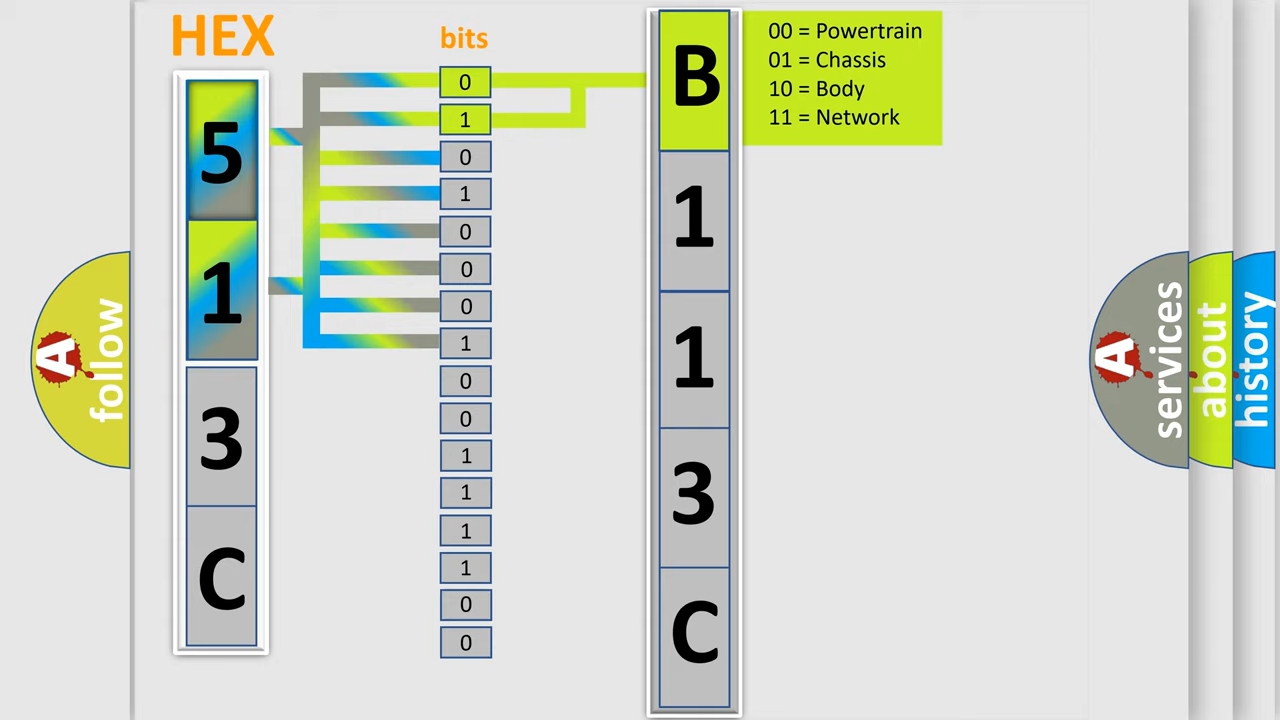 HEX
bits
5
1
3
C
0
1
0
1
0
0
0
1
0
0
1
1
1
1
0
0
B
1
1
3
C
00 = Powertrain
01 = Chassis
10 = Body
11 = Network
A
follow
A
services
about
history